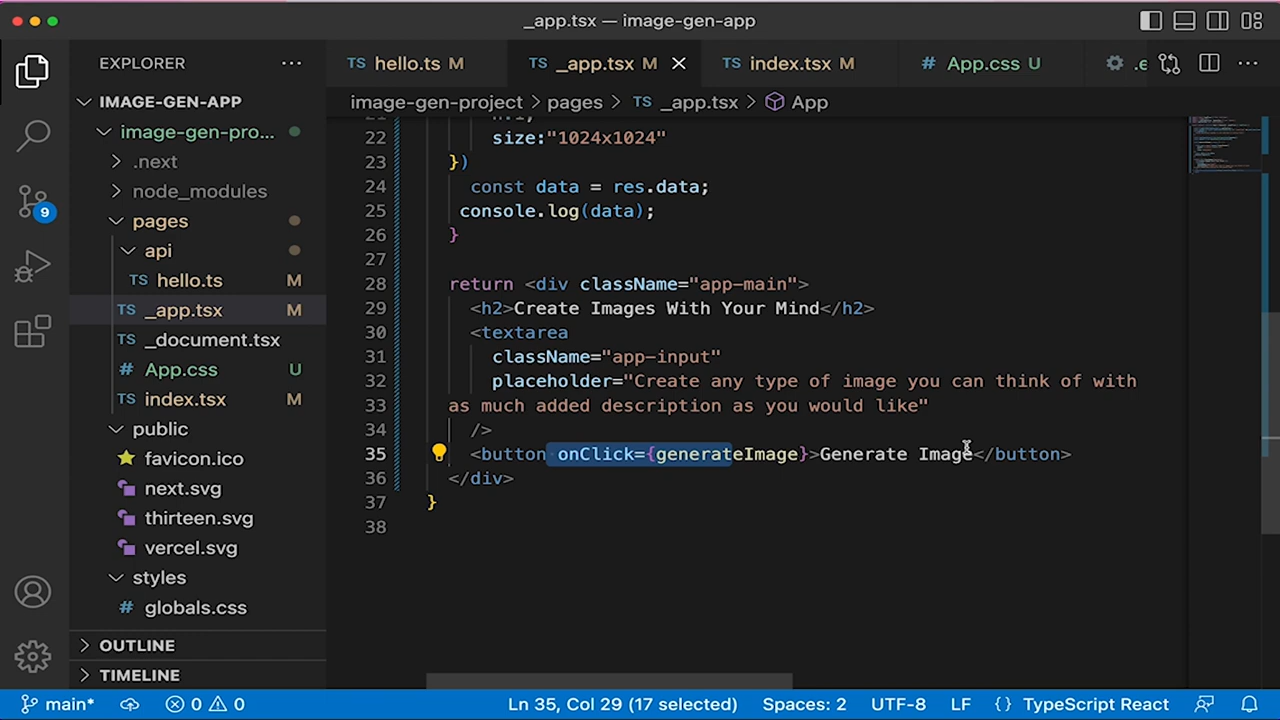 _app.tsx — image-gen-app
EXPLORER
IMAGE-GEN-APP
image-gen-pro...
.next
node_modules
pages
api
TS hello.ts M
TS _app.tsx M
TS _document.tsx
# App.css U
TS index.tsx M
public
favicon.ico
next.svg
thirteen.svg
vercel.svg
styles
# globals.css
OUTLINE
TIMELINE
9
TS hello.ts M
TS _app.tsx M
TS index.tsx M
# App.css U
.e
image-gen-project > pages > TS _app.tsx > App
22 size:"1024x1024"
23 })
24 const data = res.data;
25 console.log(data);
26 }
27
28 return <div className="app-main">
29 <h2>Create Images With Your Mind</h2>
30 <textarea
31 className="app-input"
32 placeholder="Create any type of image you can think of with
33 as much added description as you would like"
34 />
35 <button onClick={generateImage}>Generate Image</button>
36 </div>
37 }
38
main* 0 0 Ln 35, Col 29 (17 selected) Spaces: 2 UTF-8 LF {} TypeScript React